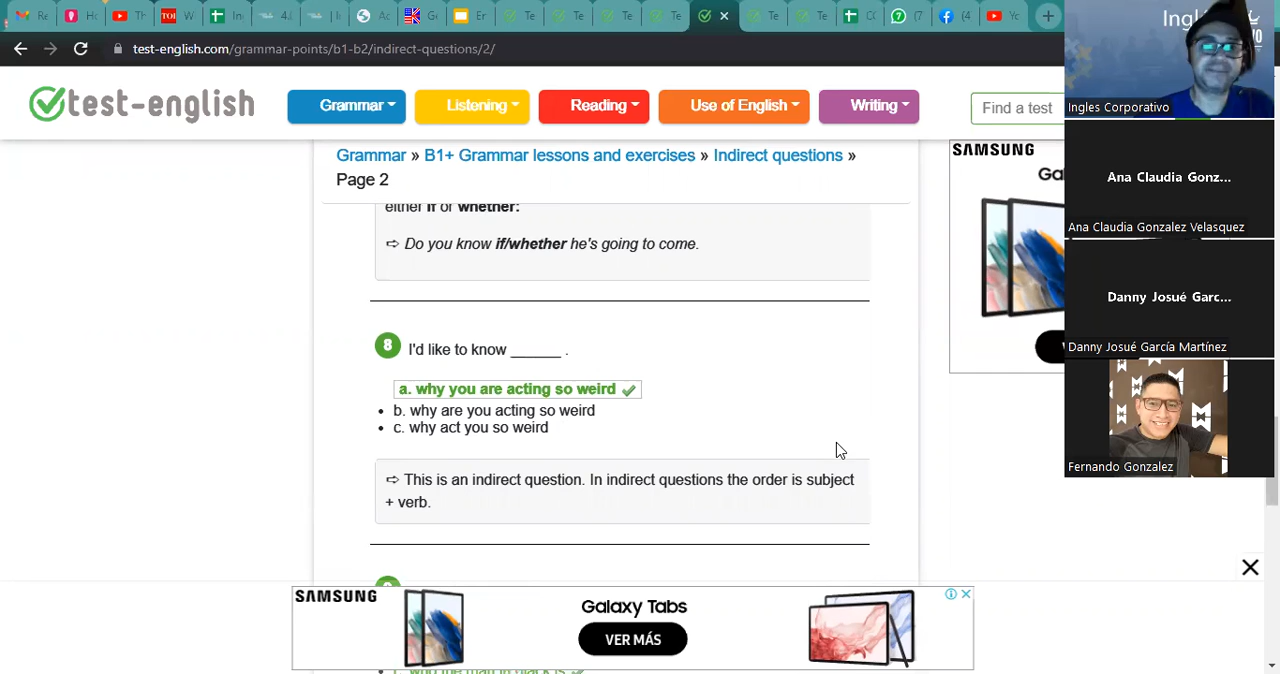 test-english.com/grammar-points/b1-b2/indirect-questions/2/
test-english
Grammar
Listening
Reading
Use of English
Writing
Find a test
Grammar » B1+ Grammar lessons and exercises » Indirect questions »
Page 2
either if or whether:
⇨ Do you know if/whether he's going to come.
8 I'd like to know ______ .
a. why you are acting so weird
• b. why are you acting so weird
• c. why act you so weird
⇨ This is an indirect question. In indirect questions the order is subject
+ verb.
SAMSUNG
Galaxy Tabs
VER MÁS
SAMSUNG
Ga
Ingles Corporativo
Ana Claudia Gonz...
Ana Claudia Gonzalez Velasquez
Danny Josué Garc...
Danny Josué García Martínez
Fernando Gonzalez